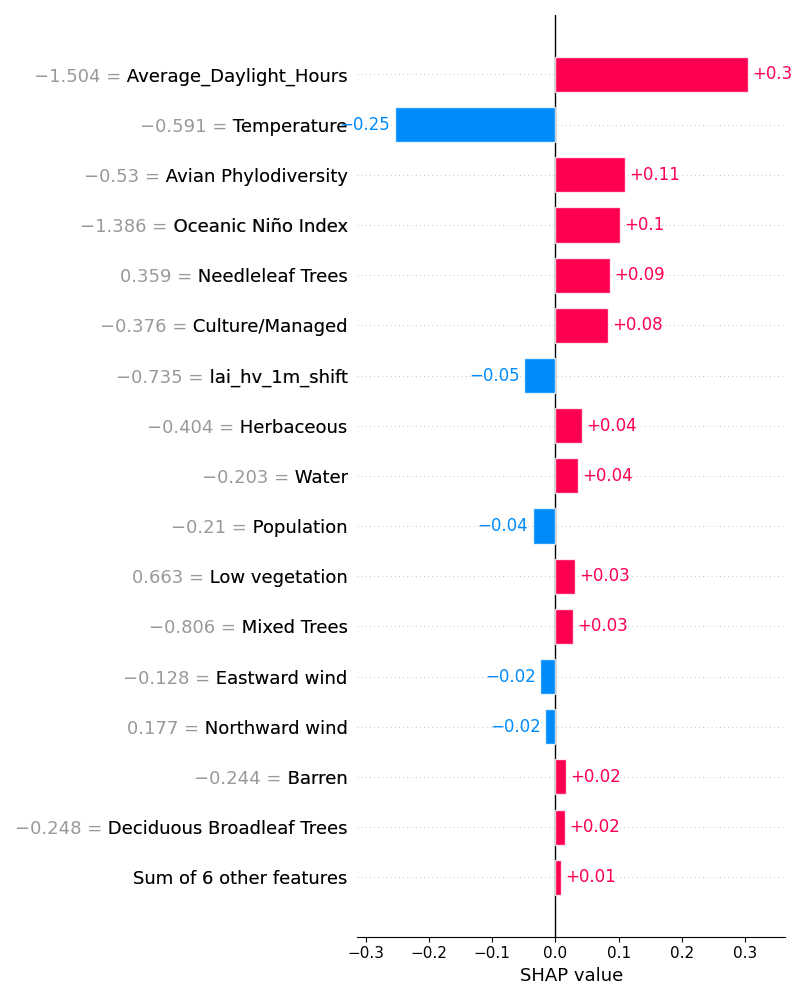 −1.504 = Average_Daylight_Hours +0.3
−0.591 = Temperature −0.25
−0.53 = Avian Phylodiversity +0.11
−1.386 = Oceanic Niño Index +0.1
0.359 = Needleleaf Trees +0.09
−0.376 = Culture/Managed +0.08
−0.735 = lai_hv_1m_shift −0.05
−0.404 = Herbaceous +0.04
−0.203 = Water +0.04
−0.21 = Population −0.04
0.663 = Low vegetation +0.03
−0.806 = Mixed Trees +0.03
−0.128 = Eastward wind −0.02
0.177 = Northward wind −0.02
−0.244 = Barren +0.02
−0.248 = Deciduous Broadleaf Trees +0.02
Sum of 6 other features +0.01
−0.3 −0.2 −0.1 0.0 0.1 0.2 0.3
SHAP value